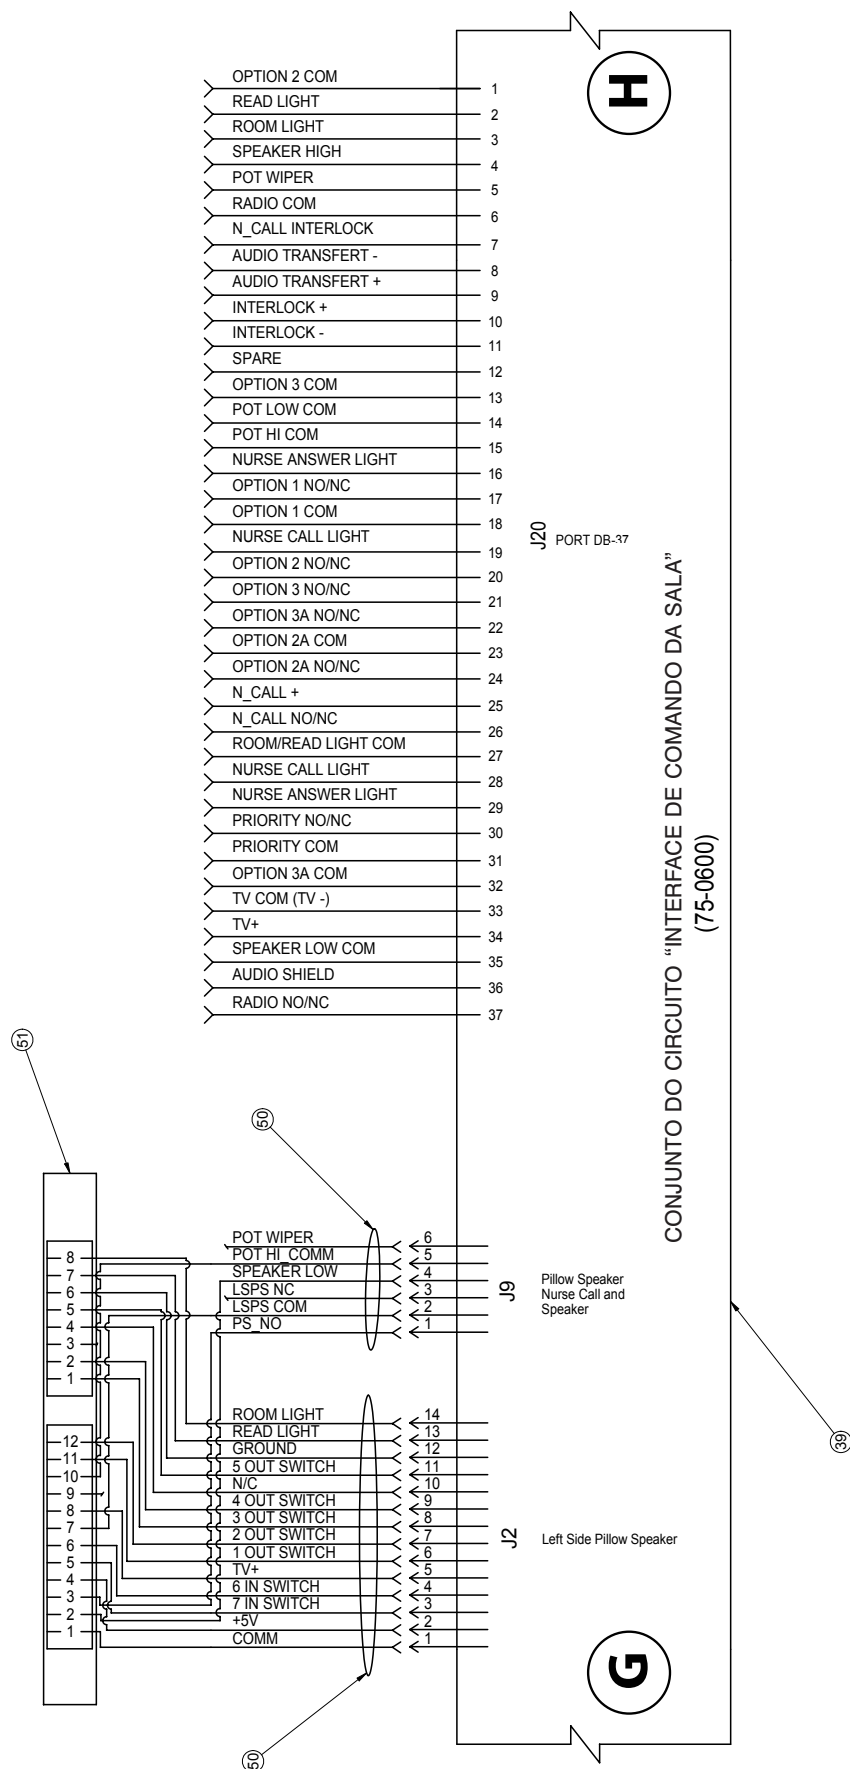 H
OPTION 2 COM 1
READ LIGHT 2
ROOM LIGHT 3
SPEAKER HIGH 4
POT WIPER 5
RADIO COM 6
N_CALL INTERLOCK 7
AUDIO TRANSFERT - 8
AUDIO TRANSFERT + 9
INTERLOCK + 10
INTERLOCK - 11
SPARE 12
OPTION 3 COM 13
POT LOW COM 14
POT HI COM 15
NURSE ANSWER LIGHT 16
OPTION 1 NO/NC 17
OPTION 1 COM 18
NURSE CALL LIGHT 19
OPTION 2 NO/NC 20
OPTION 3 NO/NC 21
OPTION 3A NO/NC 22
OPTION 2A COM 23
OPTION 2A NO/NC 24
N_CALL + 25
N_CALL NO/NC 26
ROOM/READ LIGHT COM 27
NURSE CALL LIGHT 28
NURSE ANSWER LIGHT 29
PRIORITY NO/NC 30
PRIORITY COM 31
OPTION 3A COM 32
TV COM (TV -) 33
TV+ 34
SPEAKER LOW COM 35
AUDIO SHIELD 36
RADIO NO/NC 37
J20
PORT DB-37
CONJUNTO DO CIRCUITO “INTERFACE DE COMANDO DA SALA”
(75-0600)
51
50
8
7
6
5
4
3
2
1
POT WIPER 6
POT HI_COMM 5
SPEAKER LOW 4
LSPS NC 3
LSPS COM 2
PS_NO 1
J9
Pillow Speaker
Nurse Call and
Speaker
39
12
11
10
9
8
7
6
5
4
3
2
1
ROOM LIGHT 14
READ LIGHT 13
GROUND 12
5 OUT SWITCH 11
N/C 10
4 OUT SWITCH 9
3 OUT SWITCH 8
2 OUT SWITCH 7
1 OUT SWITCH 6
TV+ 5
6 IN SWITCH 4
7 IN SWITCH 3
+5V 2
COMM 1
J2
Left Side Pillow Speaker
G
50